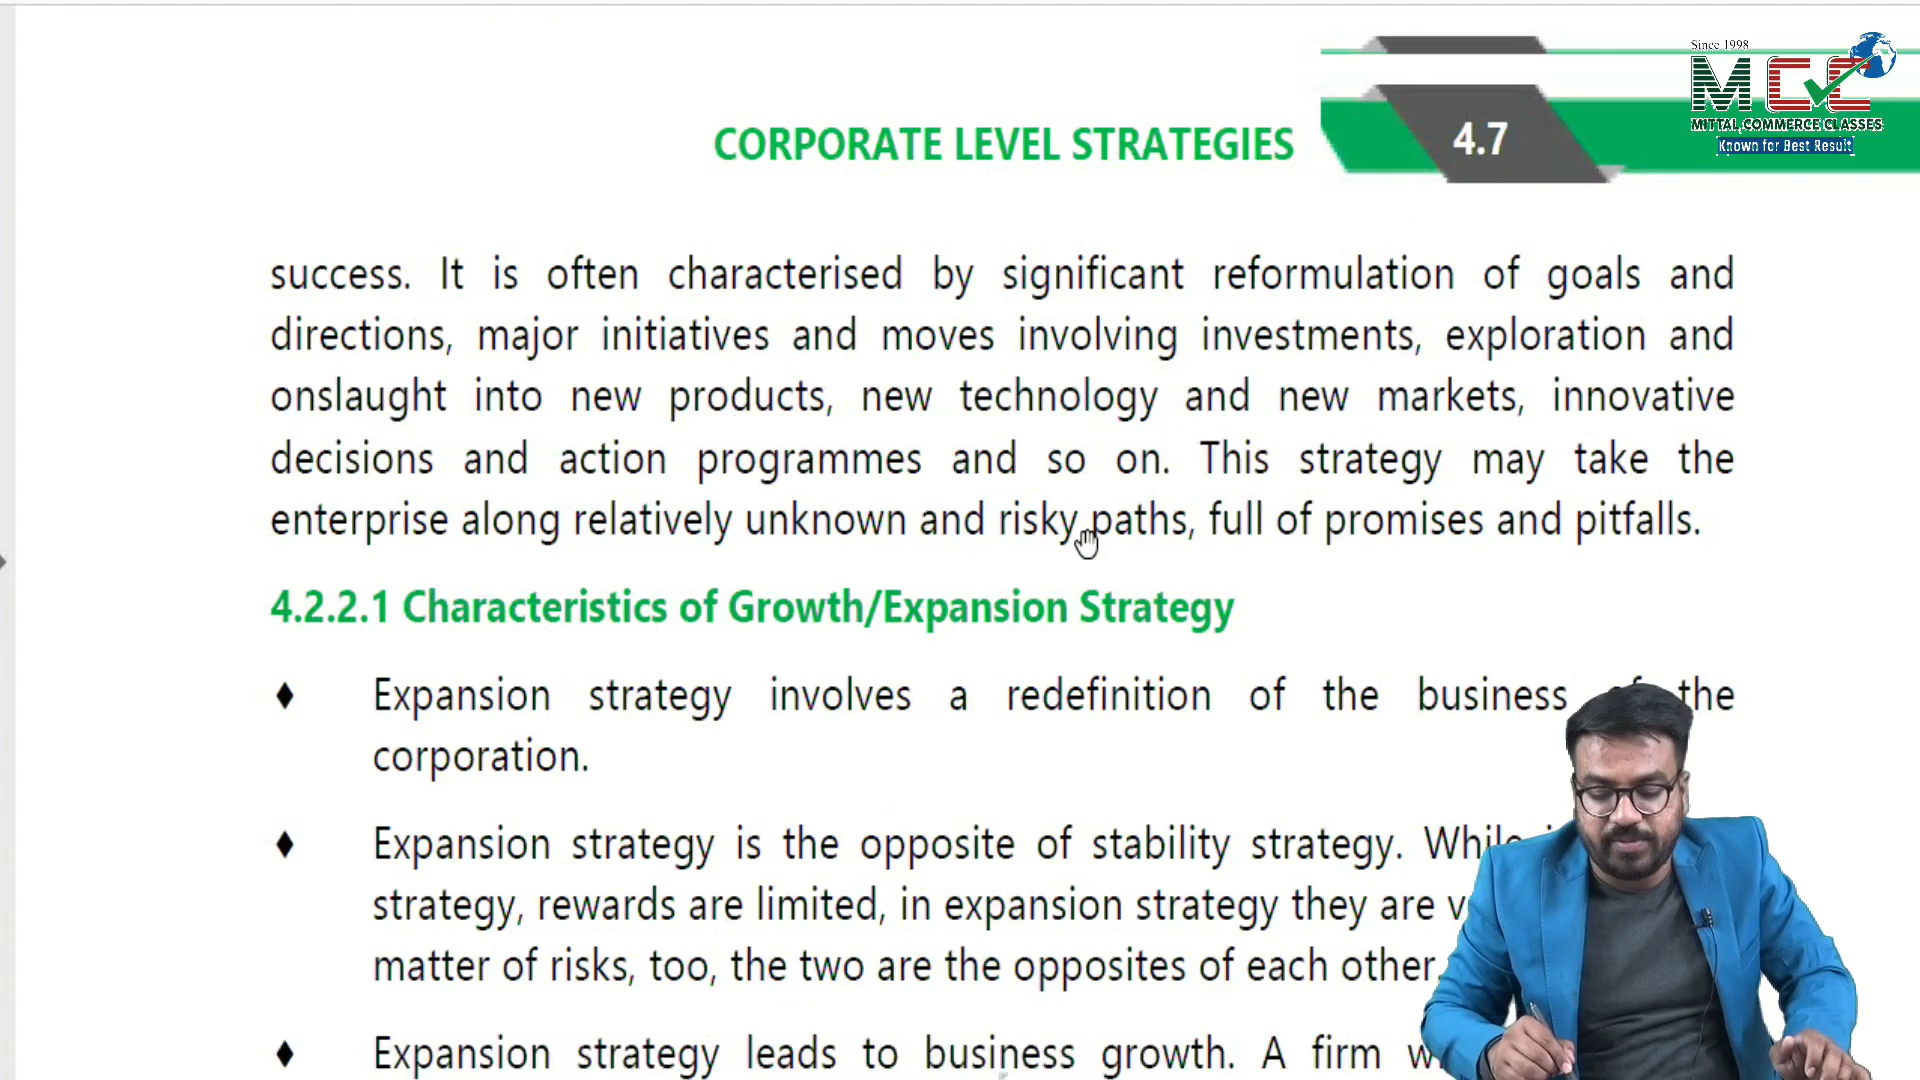 Since 1998
MCC
MITTAL COMMERCE CLASSES
Known for Best Result
CORPORATE LEVEL STRATEGIES
4.7
success. It is often characterised by significant reformulation of goals and
directions, major initiatives and moves involving investments, exploration and
onslaught into new products, new technology and new markets, innovative
decisions and action programmes and so on. This strategy may take the
enterprise along relatively unknown and risky paths, full of promises and pitfalls.
4.2.2.1 Characteristics of Growth/Expansion Strategy
♦ Expansion strategy involves a redefinition of the business of the
corporation.
♦ Expansion strategy is the opposite of stability strategy. While
strategy, rewards are limited, in expansion strategy they are
matter of risks, too, the two are the opposites of each other.
♦ Expansion strategy leads to business growth. A firm